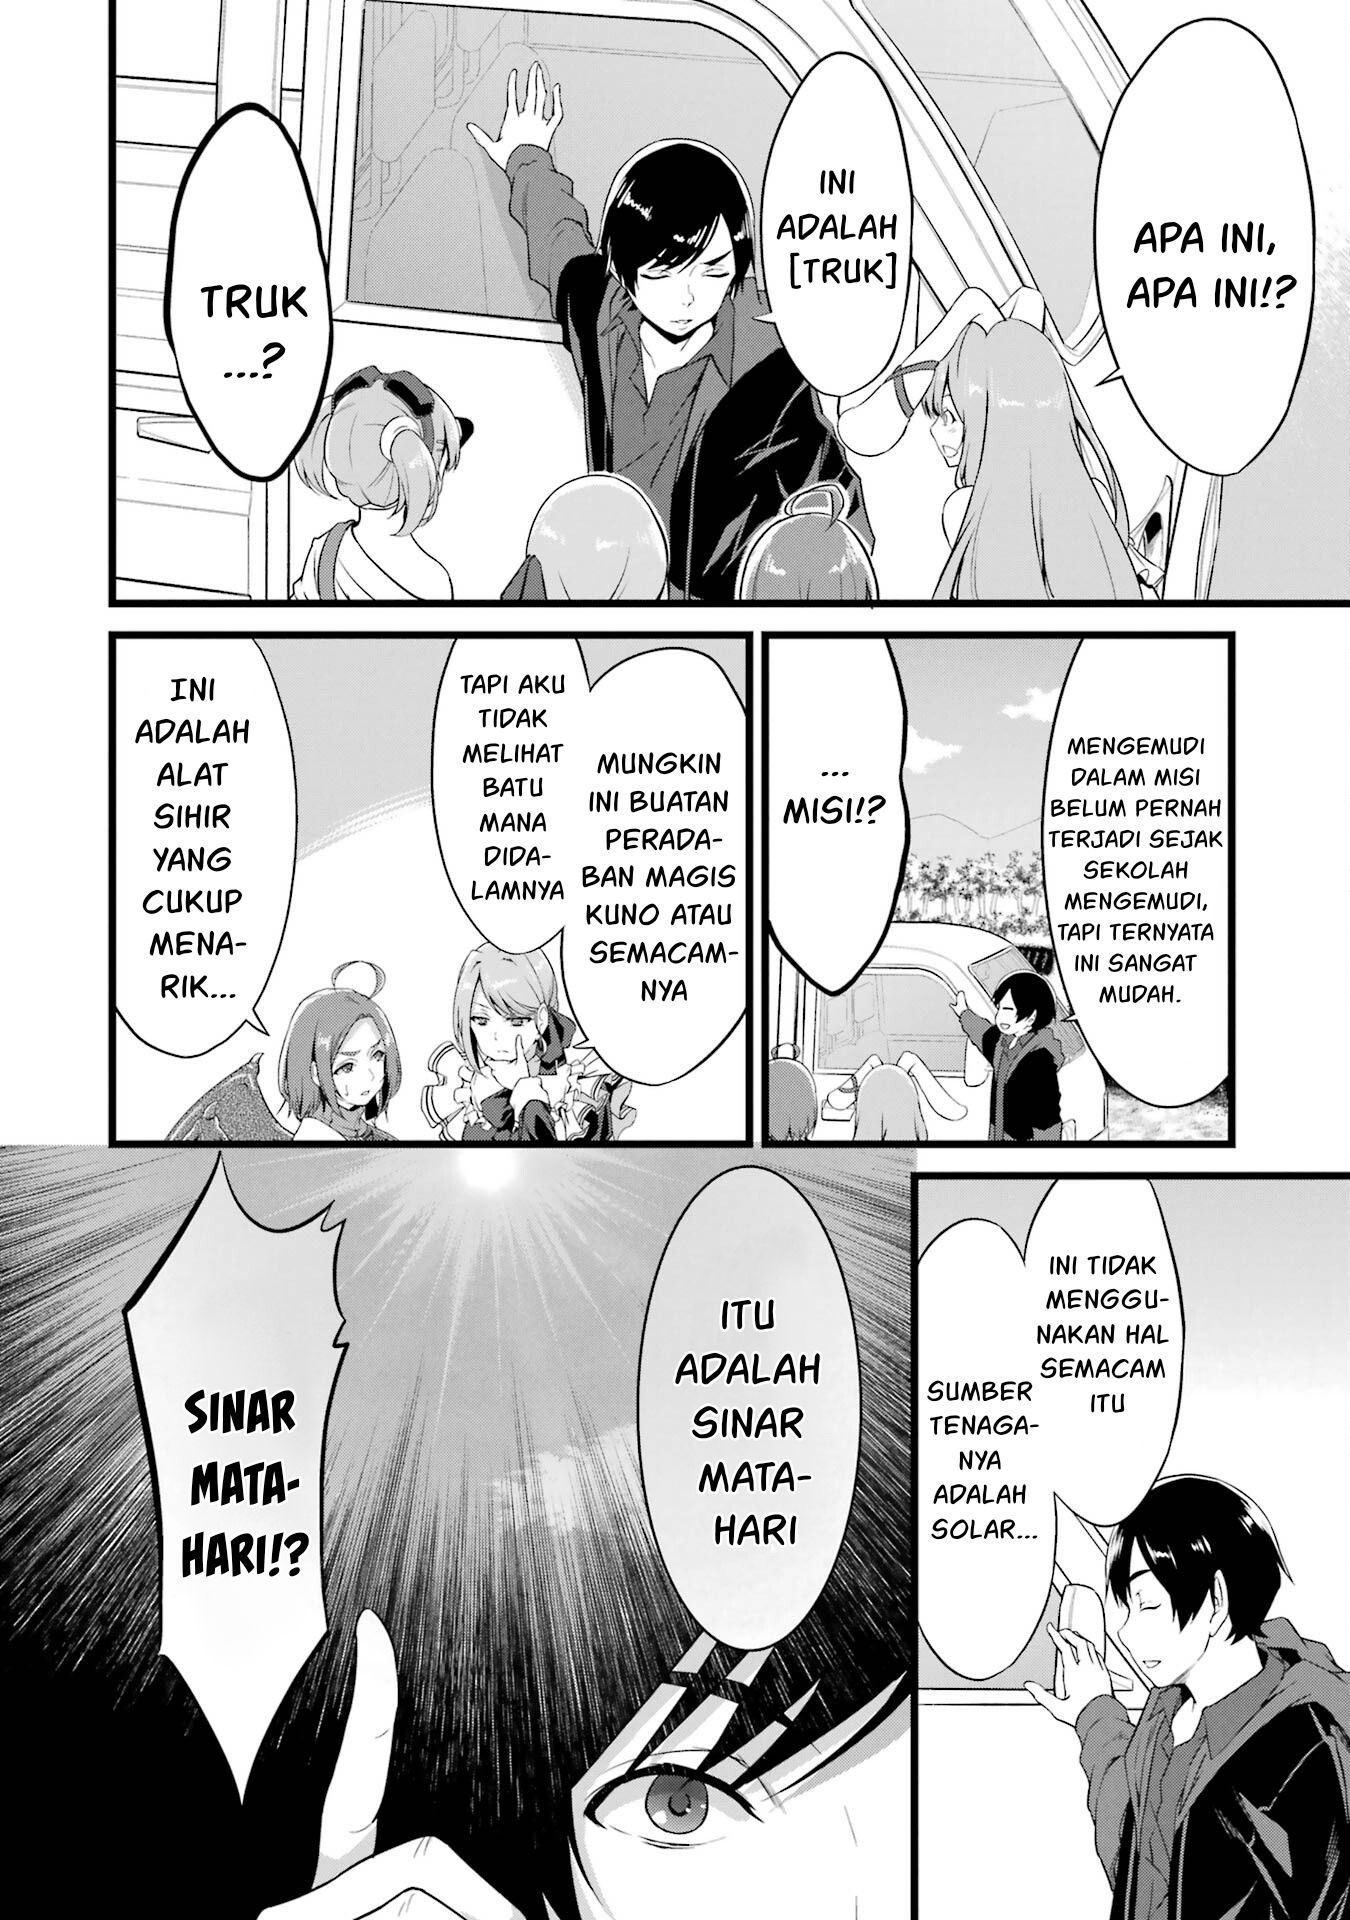 APA INI,
APA INI!?
INI
ADALAH
[TRUK]
TRUK
...?
MENGEMUDI
DALAM MISI
BELUM PERNAH
TERJADI SEJAK
SEKOLAH
MENGEMUDI,
TAPI TERNYATA
INI SANGAT
MUDAH.
...
MISI!?
MUNGKIN
INI BUATAN
PERADA-
BAN MAGIS
KUNO ATAU
SEMACAM-
NYA
TAPI AKU
TIDAK
MELIHAT
BATU
MANA
DIDA-
LAMNYA
INI
ADALAH
ALAT
SIHIR
YANG
CUKUP
MENA-
RIK...
INI TIDAK
MENGGU-
NAKAN HAL
SEMACAM
ITU
SUMBER
TENAGA-
NYA
ADALAH
SOLAR...
ITU
ADALAH
SINAR
MATA-
HARI
SINAR
MATA-
HARI!?